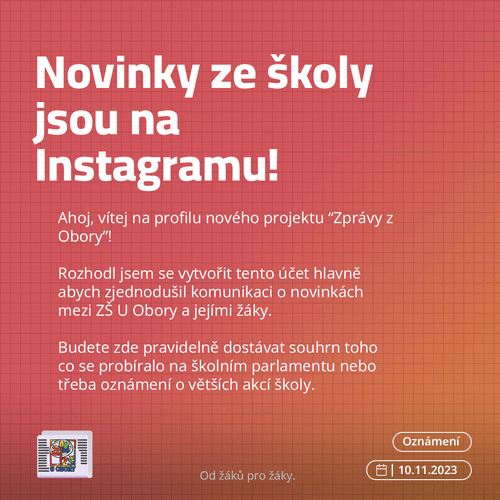 Novinky ze školy
jsou na
Instagramu!
Ahoj, vítej na profilu nového projektu “Zprávy z
Obory”!
Rozhodl jsem se vytvořit tento účet hlavně
abych zjednodušil komunikaci o novinkách
mezi ZŠ U Obory a jejími žáky.
Budete zde pravidelně dostávat souhrn toho
co se probíralo na školním parlamentu nebo
třeba oznámení o větších akcí školy.
Oznámení
| 10.11.2023
Od žáků pro žáky.